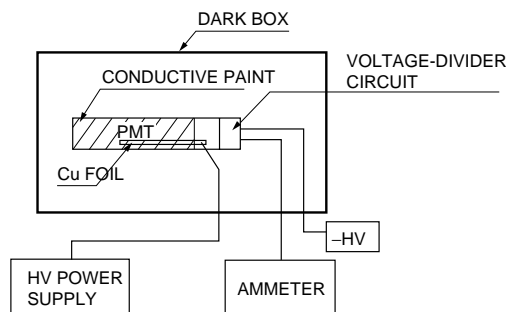 DARK BOX
CONDUCTIVE PAINT
VOLTAGE-DIVIDER
CIRCUIT
PMT
Cu FOIL
–HV
HV POWER
SUPPLY
AMMETER